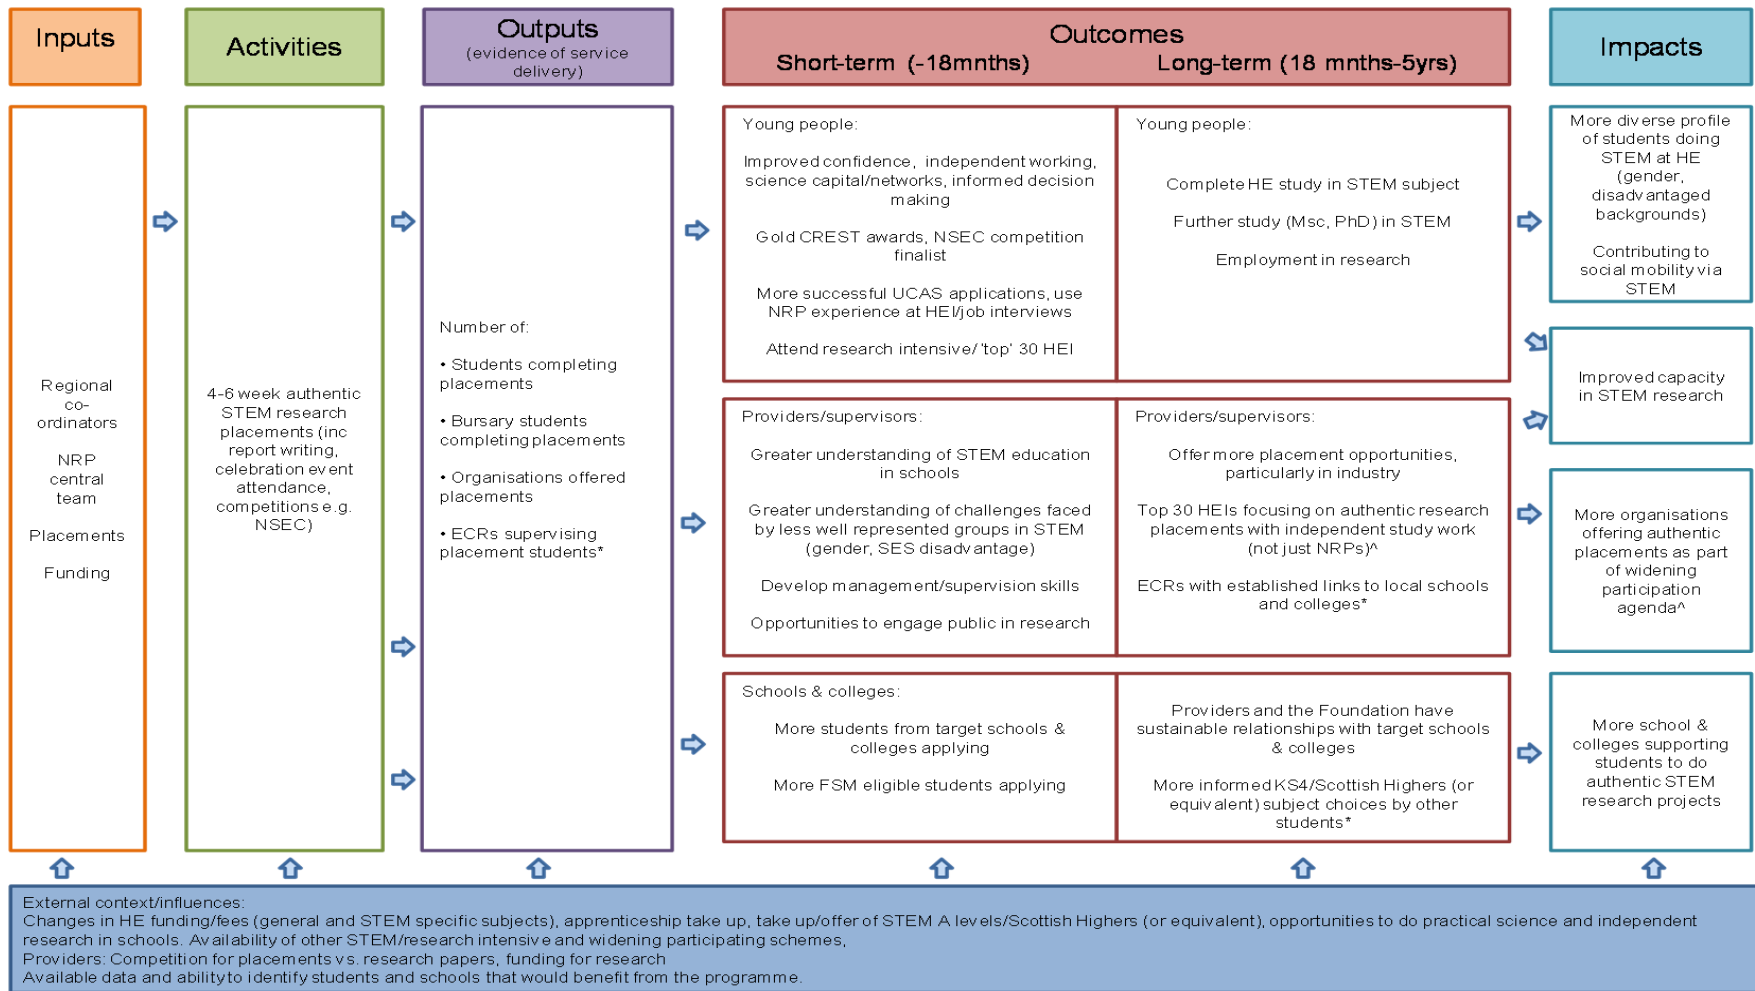 Inputs
Activities
Outputs
(evidence of service
delivery)
Outcomes
Short-term (-18mnths)
Long-term (18 mnths-5yrs)
Impacts
Regional
co-
ordinators
NRP
central
team
Placements
Funding
4-6 week authentic
STEM research
placements (inc
report writing,
celebration event
attendance,
competitions e.g.
NSEC)
Number of:
• Students completing
placements
• Bursary students
completing placements
• Organisations offered
placements
• ECRs supervising
placement students*
Young people:
Improved confidence, independent working,
science capital/networks, informed decision
making
Gold CREST awards, NSEC competition
finalist
More successful UCAS applications, use
NRP experience at HEI/job interviews
Attend research intensive/ 'top' 30 HEI
Young people:
Complete HE study in STEM subject
Further study (Msc, PhD) in STEM
Employment in research
Providers/supervisors:
Greater understanding of STEM education
in schools
Greater understanding of challenges faced
by less well represented groups in STEM
(gender, SES disadvantage)
Develop management/supervision skills
Opportunities to engage public in research
Providers/supervisors:
Offer more placement opportunities,
particularly in industry
Top 30 HEIs focusing on authentic research
placements with independent study work
(not just NRPs)^
ECRs with established links to local schools
and colleges*
Schools & colleges:
More students from target schools &
colleges applying
More FSM eligible students applying
Providers and the Foundation have
sustainable relationships with target schools
& colleges
More informed KS4/Scottish Highers (or
equivalent) subject choices by other
students*
More diverse profile
of students doing
STEM at HE
(gender,
disadvantaged
backgrounds)
Contributing to
social mobility via
STEM
Improved capacity
in STEM research
More organisations
offering authentic
placements as part
of widening
participation
agenda^
More school &
colleges supporting
students to do
authentic STEM
research projects
External context/influences:
Changes in HE funding/fees (general and STEM specific subjects), apprenticeship take up, take up/offer of STEM A levels/Scottish Highers (or equivalent), opportunities to do practical science and independent
research in schools. Availability of other STEM/research intensive and widening participating schemes,
Providers: Competition for placements vs. research papers, funding for research
Available data and ability to identify students and schools that would benefit from the programme.